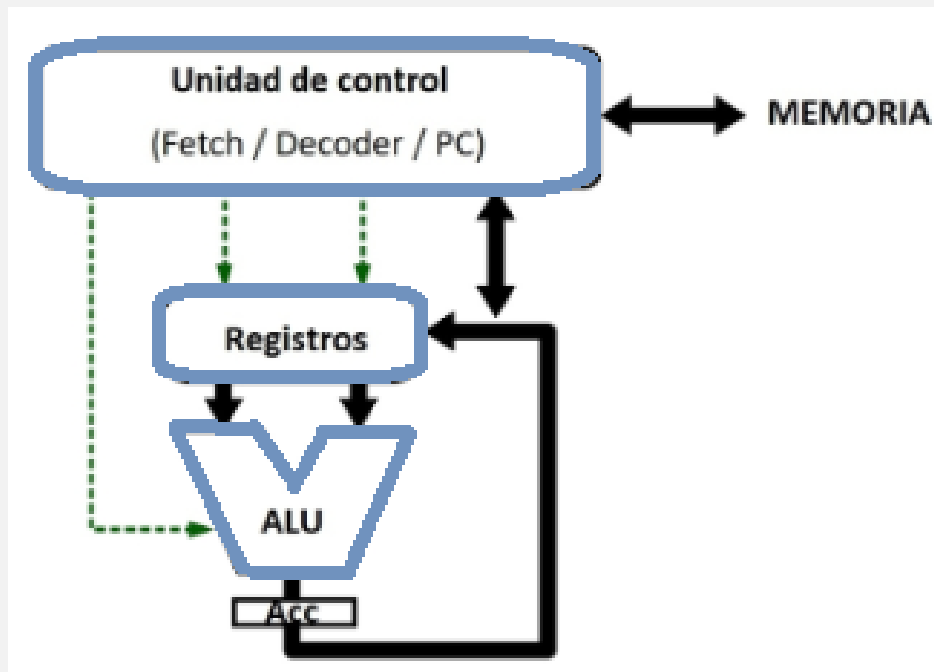 Unidad de control
(Fetch / Decoder / PC)
MEMORIA
Registros
ALU
Acc